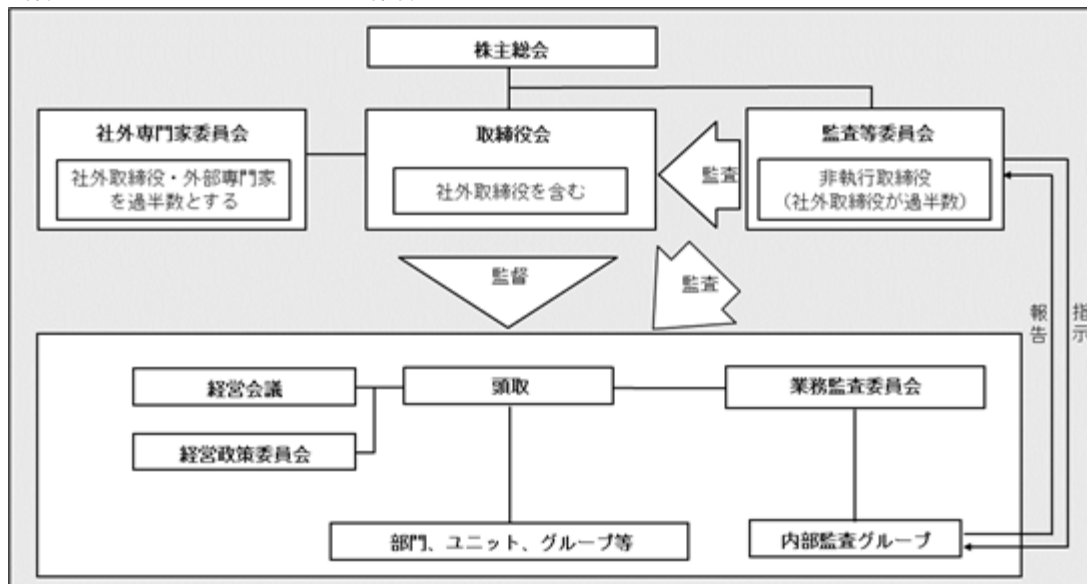 株主総会
社外専門家委員会
社外取締役・外部専門家
を過半数とする
取締役会
社外取締役を含む
監査
監査等委員会
非執行取締役
(社外取締役が過半数)
監督
監査
報告
指示
経営会議
頭取
業務監査委員会
経営政策委員会
部門、ユニット、グループ等
内部監査グループ